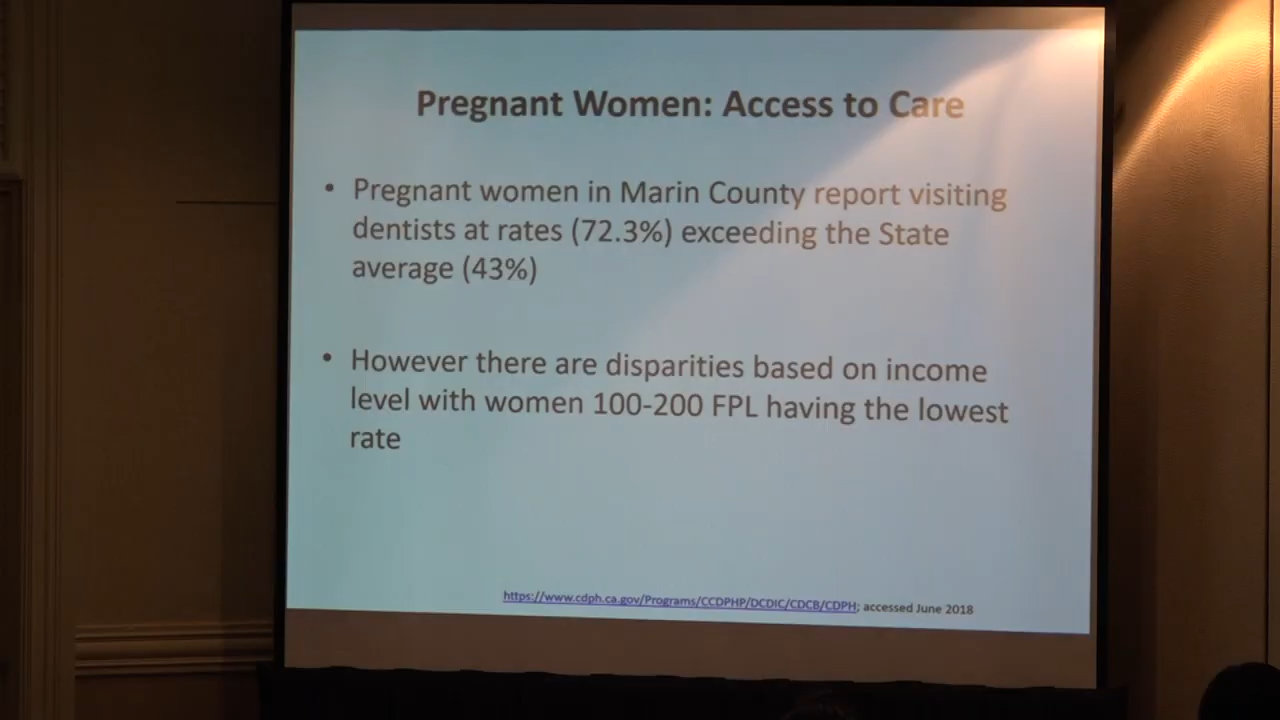 Pregnant Women: Access to Care
• Pregnant women in Marin County report visiting
dentists at rates (72.3%) exceeding the State
average (43%)
• However there are disparities based on income
level with women 100-200 FPL having the lowest
rate
https://www.cdph.ca.gov/Programs/CCDPHP/DCDIC/CDCB/CDPH; accessed June 2018